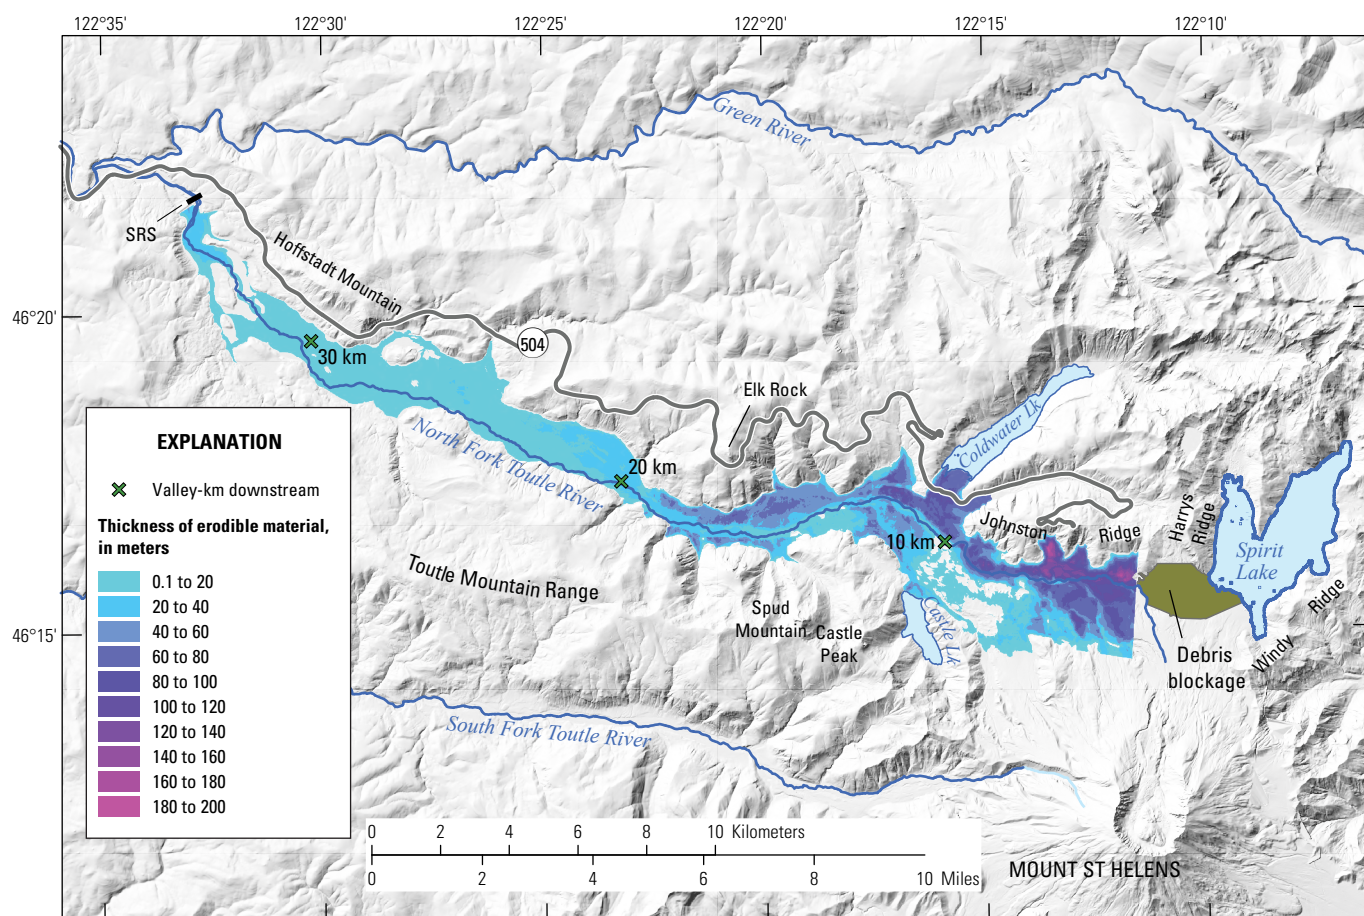 122°35'
122°30'
122°25'
122°20'
122°15'
122°10'
Green River
SRS
Hoffstadt Mountain
46°20'
30 km
504
Elk Rock
Coldwater Lk
EXPLANATION
Valley-km downstream
Thickness of erodible material,
in meters
0.1 to 20
20 to 40
40 to 60
60 to 80
80 to 100
100 to 120
120 to 140
140 to 160
160 to 180
180 to 200
North Fork Toutle River
20 km
10 km
Johnston Ridge
Harrys
Ridge
Spirit
Lake
Windy Ridge
Toutle Mountain Range
Spud
Mountain
Castle
Peak
Castle Lk
Debris
blockage
46°15'
South Fork Toutle River
0 2 4 6 8 10 Kilometers
0 2 4 6 8 10 Miles
MOUNT ST HELENS